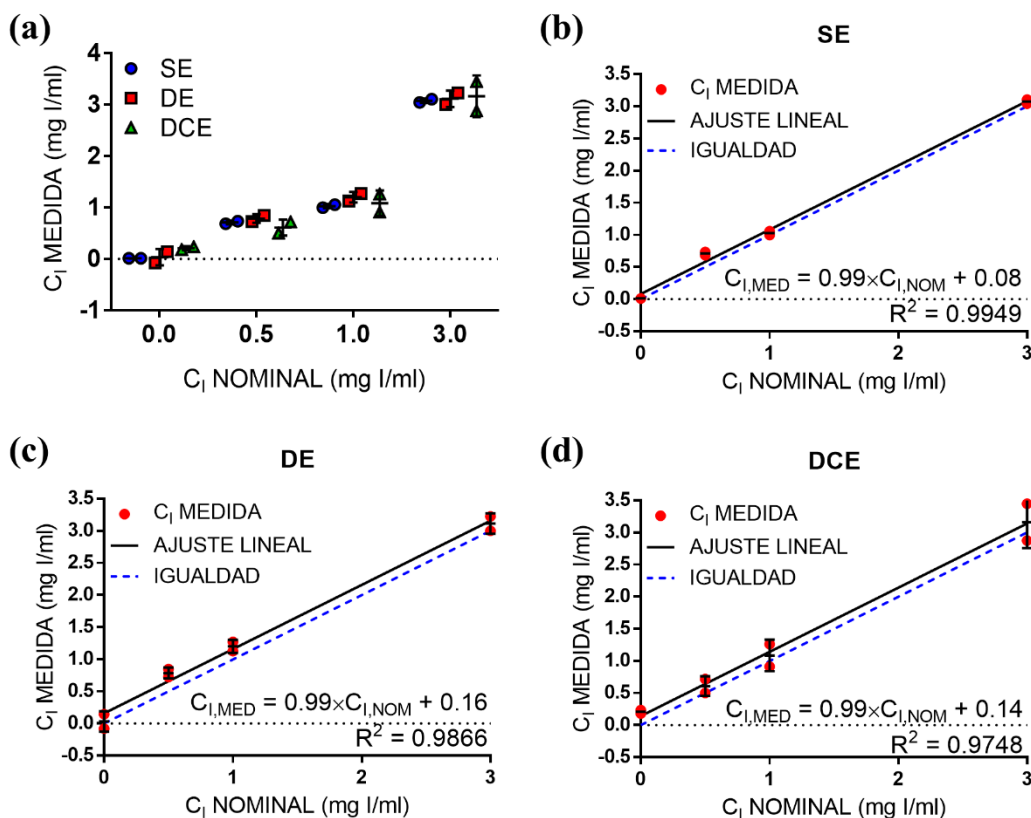 (a)
C_I MEDIDA (mg I/ml)
4
3
2
1
0
-1
SE
DE
DCE
0.0 0.5 1.0 3.0
C_I NOMINAL (mg I/ml)
(b)
SE
C_I MEDIDA (mg I/ml)
3.5
3.0
2.5
2.0
1.5
1.0
0.5
0.0
-0.5
C_I MEDIDA
AJUSTE LINEAL
IGUALDAD
C_I,MED = 0.99×C_I,NOM + 0.08
R² = 0.9949
0 1 2 3
C_I NOMINAL (mg I/ml)
(c)
DE
C_I MEDIDA (mg I/ml)
3.5
3.0
2.5
2.0
1.5
1.0
0.5
0.0
-0.5
C_I MEDIDA
AJUSTE LINEAL
IGUALDAD
C_I,MED = 0.99×C_I,NOM + 0.16
R² = 0.9866
0 1 2 3
C_I NOMINAL (mg I/ml)
(d)
DCE
C_I MEDIDA (mg I/ml)
3.5
3.0
2.5
2.0
1.5
1.0
0.5
0.0
-0.5
C_I MEDIDA
AJUSTE LINEAL
IGUALDAD
C_I,MED = 0.99×C_I,NOM + 0.14
R² = 0.9748
0 1 2 3
C_I NOMINAL (mg I/ml)